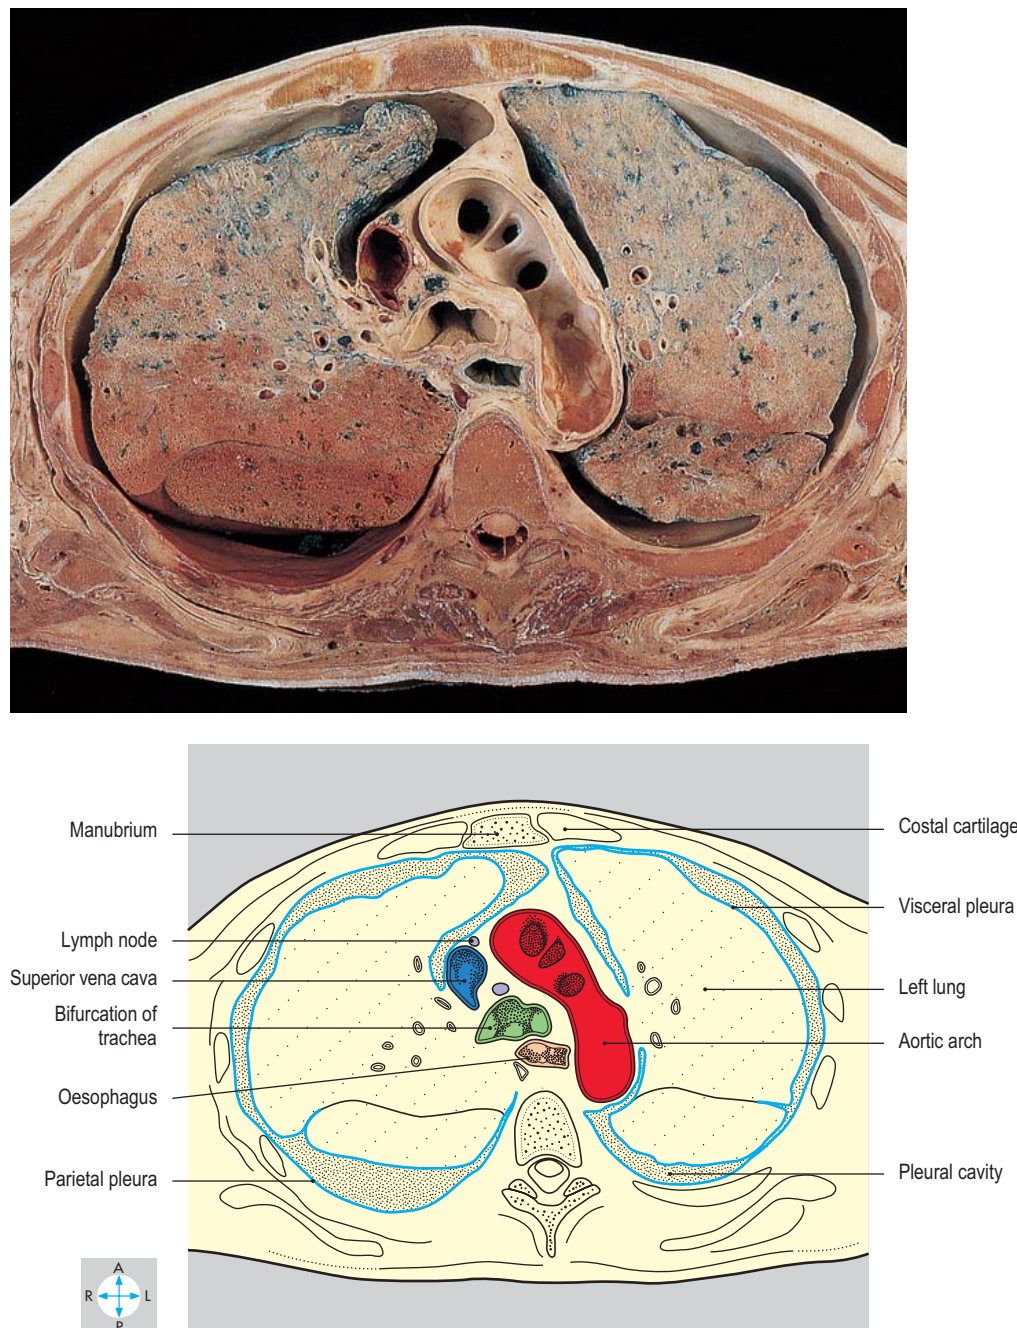 Manubrium
Lymph node
Superior vena cava
Bifurcation of
trachea
Oesophagus
Parietal pleura
Costal cartilage
Visceral pleura
Left lung
Aortic arch
Pleural cavity
A
R L
P